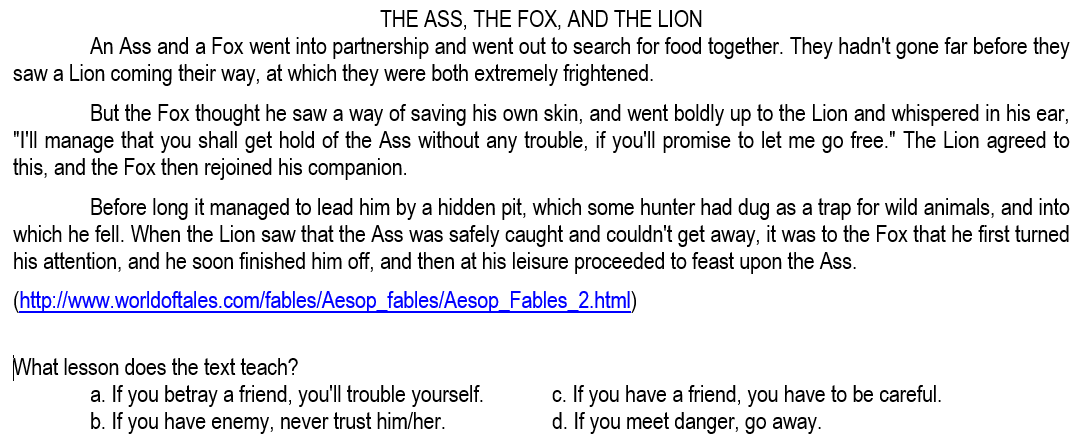 THE ASS, THE FOX, AND THE LION
An Ass and a Fox went into partnership and went out to search for food together. They hadn't gone far before they
saw a Lion coming their way, at which they were both extremely frightened.
But the Fox thought he saw a way of saving his own skin, and went boldly up to the Lion and whispered in his ear,
"I'll manage that you shall get hold of the Ass without any trouble, if you'll promise to let me go free." The Lion agreed to
this, and the Fox then rejoined his companion.
Before long it managed to lead him by a hidden pit, which some hunter had dug as a trap for wild animals, and into
which he fell. When the Lion saw that the Ass was safely caught and couldn't get away, it was to the Fox that he first turned
his attention, and he soon finished him off, and then at his leisure proceeded to feast upon the Ass.
(http://www.worldoftales.com/fables/Aesop_fables/Aesop_Fables_2.html)
What lesson does the text teach?
a. If you betray a friend, you'll trouble yourself. c. If you have a friend, you have to be careful.
b. If you have enemy, never trust him/her. d. If you meet danger, go away.